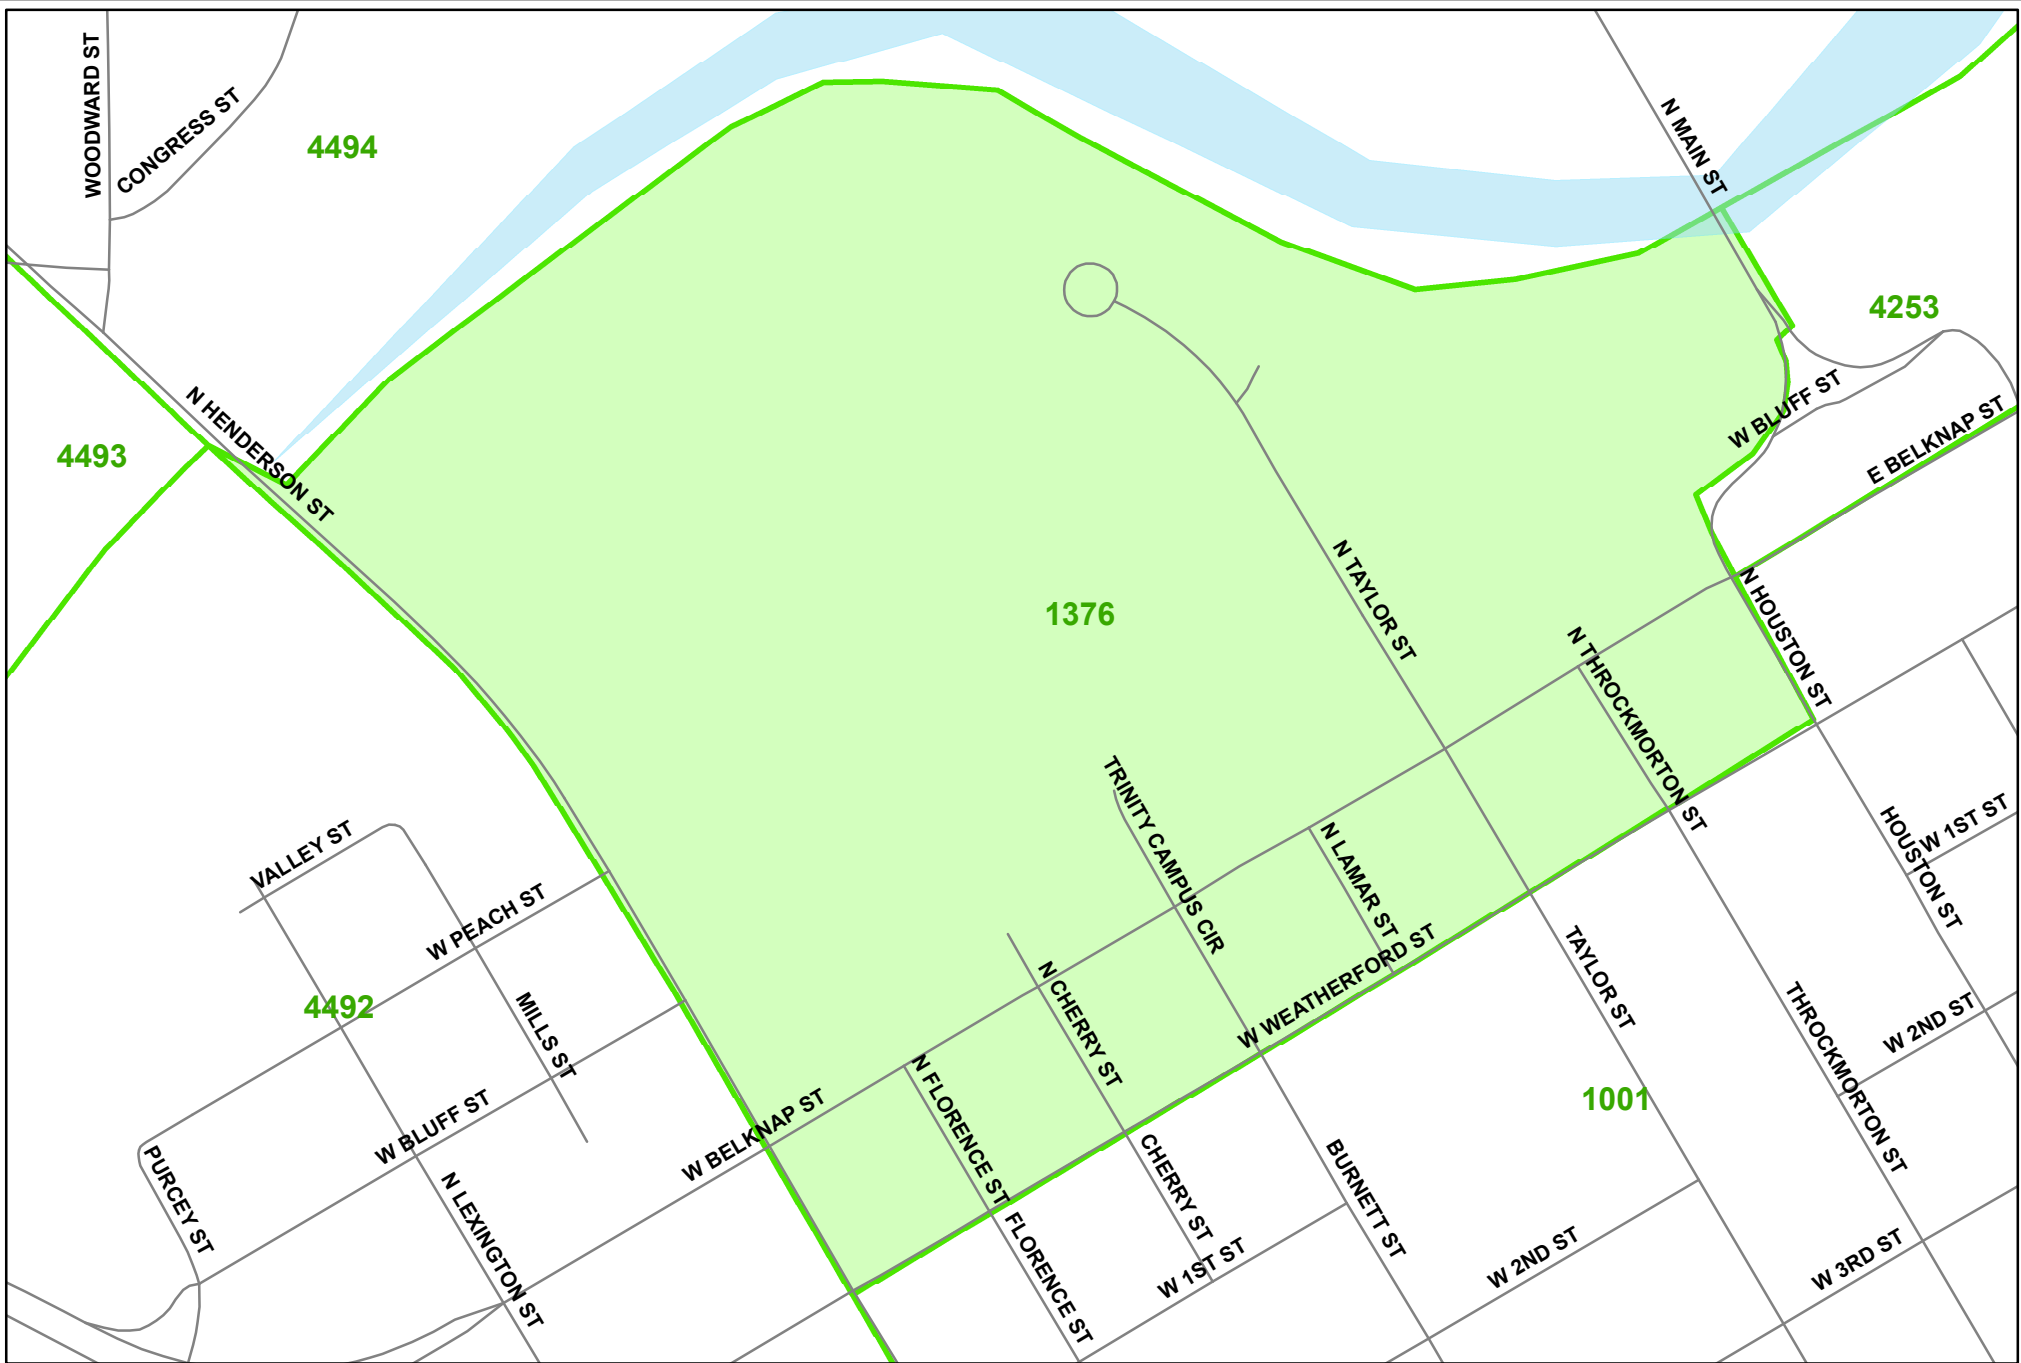 WOODWARD ST
CONGRESS ST
4494
N MAIN ST
4253
N HENDERSON ST
4493
W BLUFF ST
E BELKNAP ST
N TAYLOR ST
1376
N HOUSTON ST
N THROCKMORTON ST
TRINITY CAMPUS CIR
N LAMAR ST
HOUSTON ST
W 1ST ST
VALLEY ST
W PEACH ST
W WEATHERFORD ST
TAYLOR ST
N CHERRY ST
4492
MILLS ST
THROCKMORTON ST
W 2ND ST
1001
N FLORENCE ST
W BELKNAP ST
W BLUFF ST
PURCEY ST
N LEXINGTON ST
CHERRY ST
BURNETT ST
FLORENCE ST
W 1ST ST
W 2ND ST
W 3RD ST